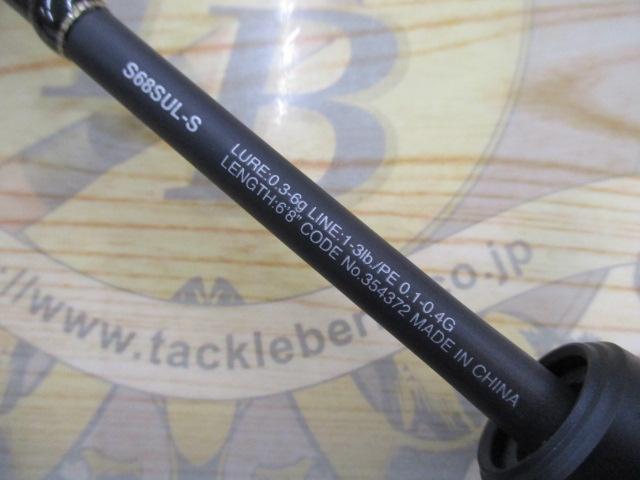 S68SUL-S
LURE:0.3-6g LINE:1-3lb./PE 0.1-0.4G
LENGTH:6'8" CODE No.354372 MADE IN CHINA
www.tackleber
.co.jp
B